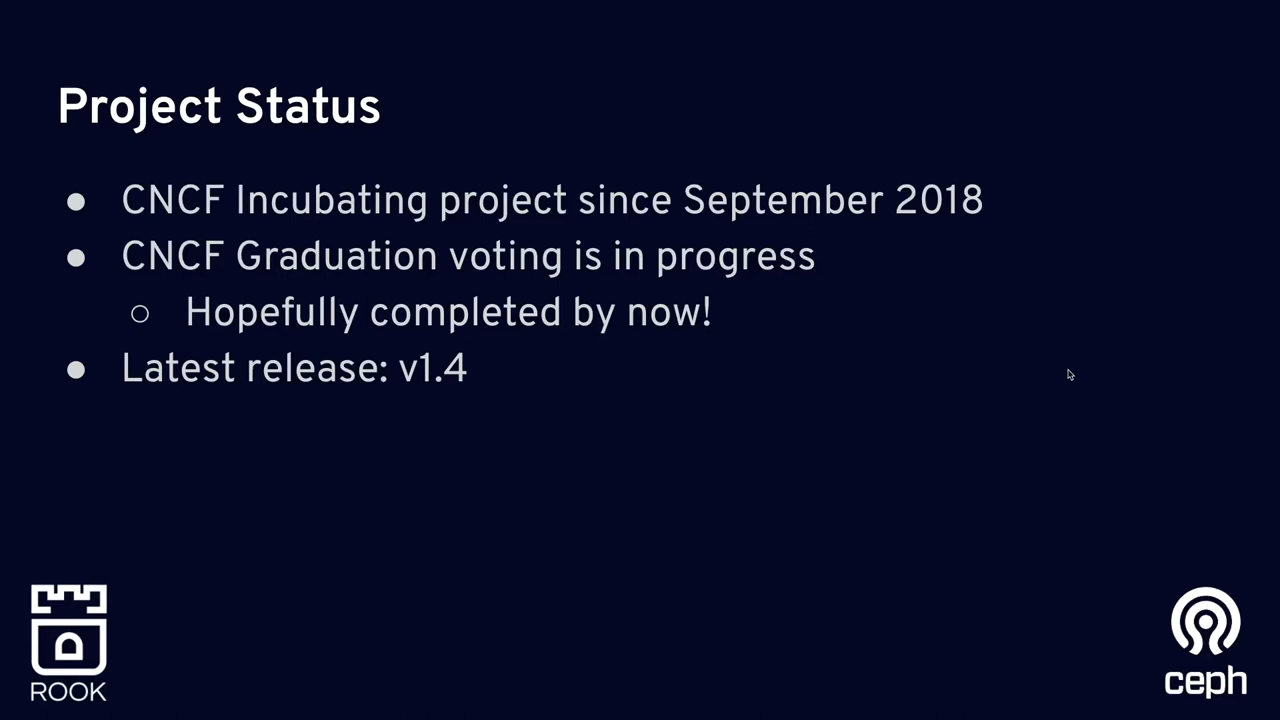 Project Status
● CNCF Incubating project since September 2018
● CNCF Graduation voting is in progress
○ Hopefully completed by now!
● Latest release: v1.4
ROOK
ceph